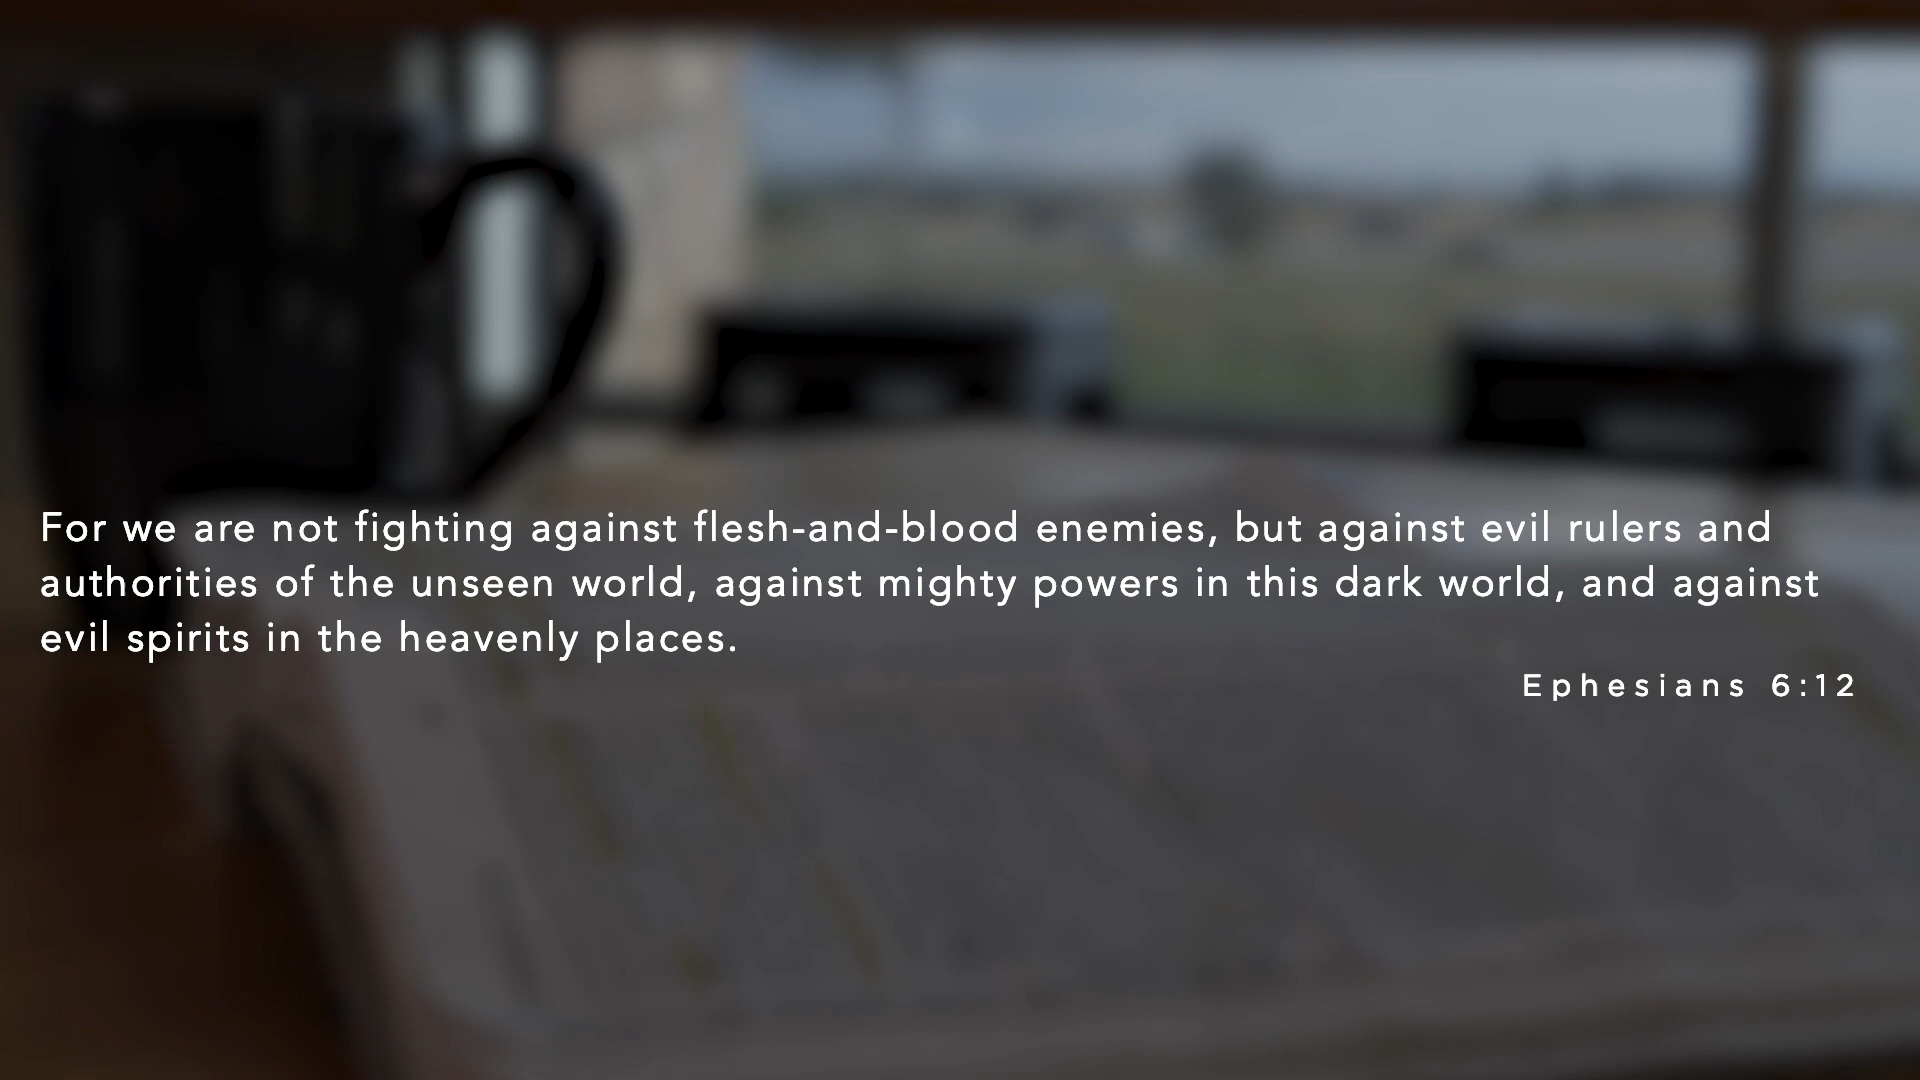 For we are not fighting against flesh-and-blood enemies, but against evil rulers and
authorities of the unseen world, against mighty powers in this dark world, and against
evil spirits in the heavenly places.
Ephesians 6:12